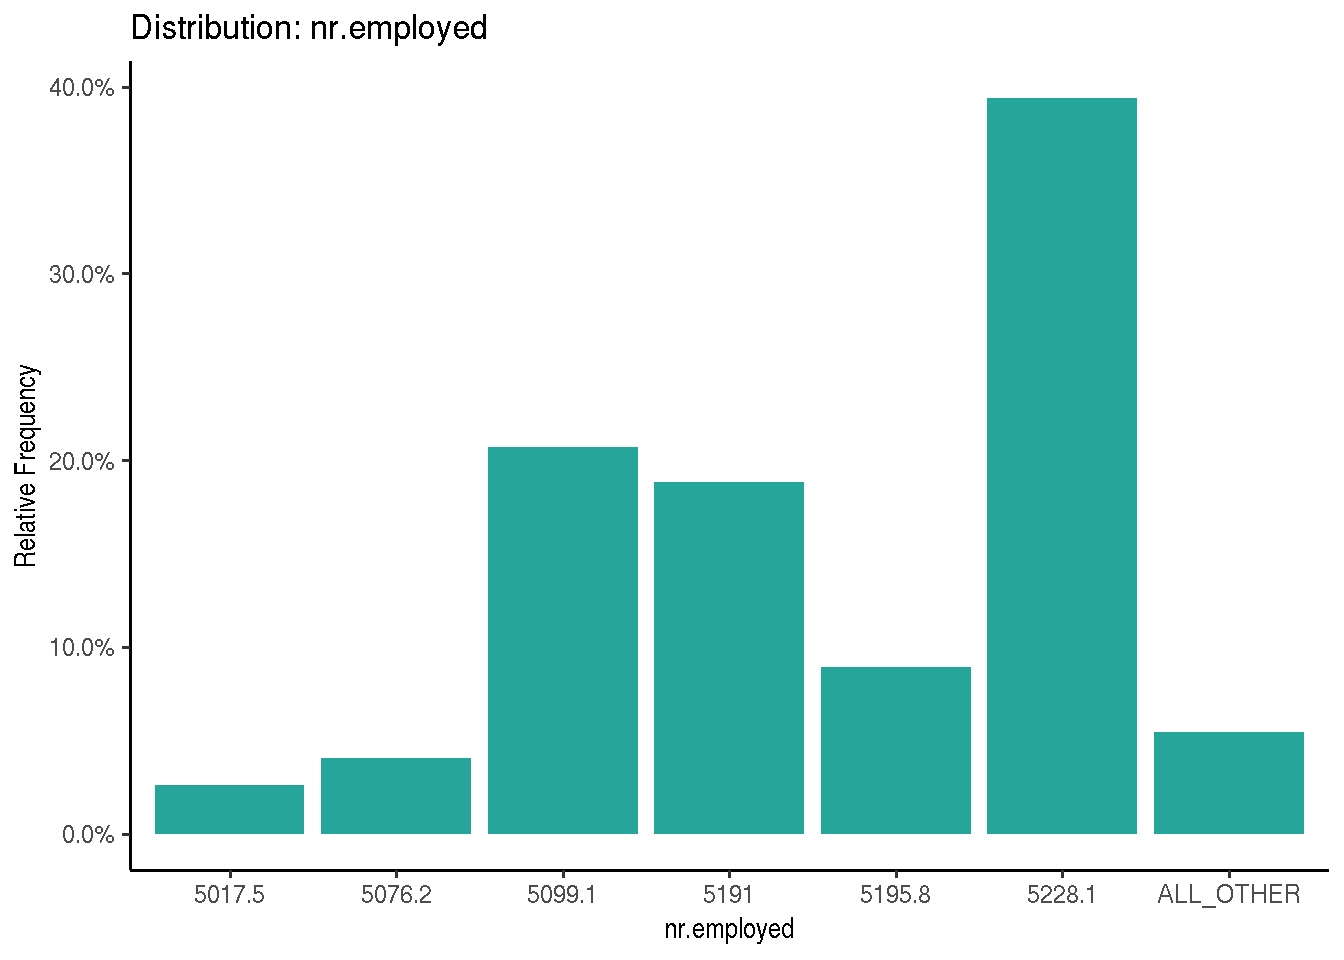 Distribution: nr.employed
40.0%
30.0%
20.0%
10.0%
0.0%
Relative Frequency
5017.5 5076.2 5099.1 5191 5195.8 5228.1 ALL_OTHER
nr.employed